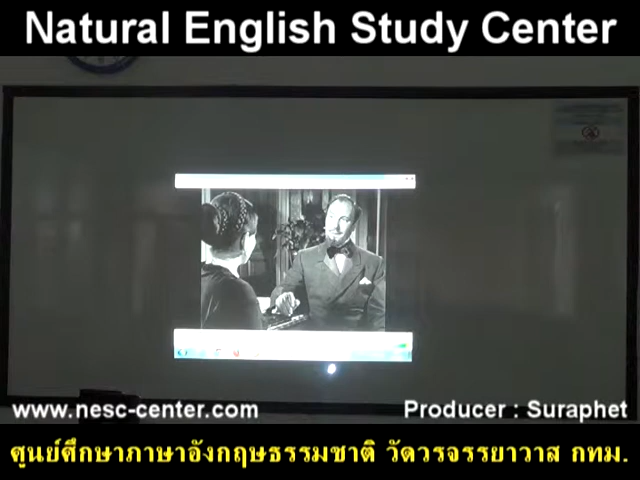 Natural English Study Center
www.nesc-center.com
Producer : Suraphet
ศูนย์ศึกษาภาษาอังกฤษธรรมชาติ วัดวรจรรยาวาส กทม.